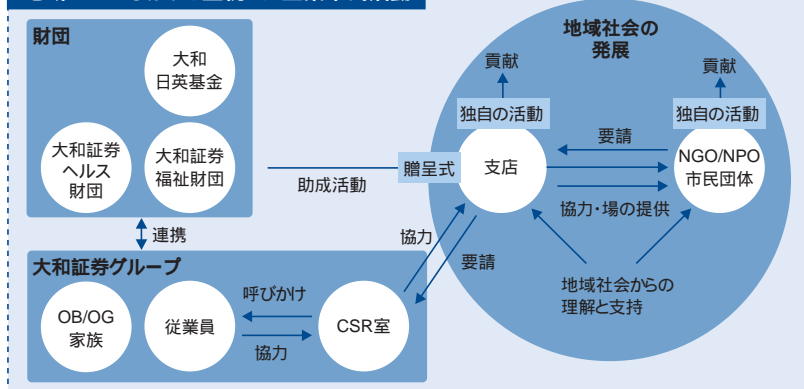 財団
大和
日英基金
大和証券
ヘルス
財団
大和証券
福祉財団
助成活動
贈呈式
連携
大和証券グループ
OB/OG
家族
従業員
呼びかけ
協力
CSR室
協力
要請
地域社会の
発展
貢献
独自の活動
支店
貢献
独自の活動
NGO/NPO
市民団体
要請
協力・場の提供
地域社会からの
理解と支持